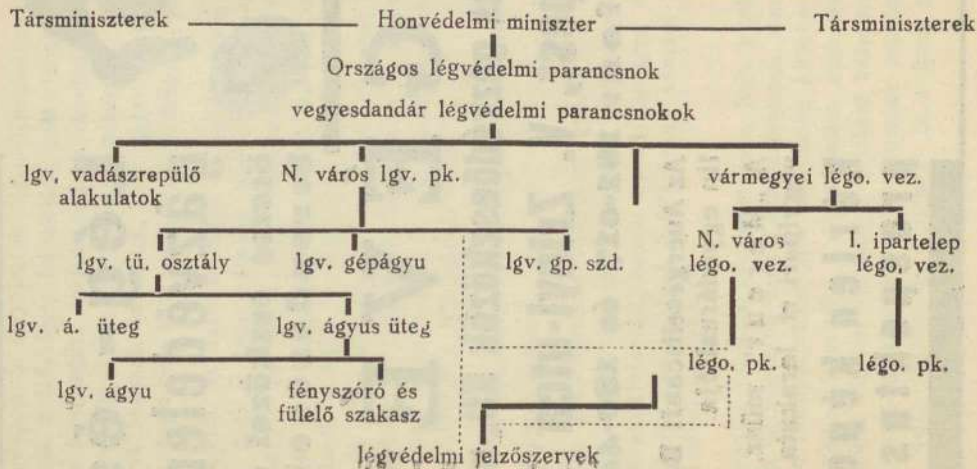 Társminiszterek Honvédelmi miniszter Társminiszterek
Országos légvédelmi parancsnok
vegyesdandár légvédelmi parancsnokok
lgv, vadászrepülő
alakulatok
N. város lgv. pk.
vármegyei légo. vez.
lgv. tü. osztály
lgv. gépágyu
lgv. gp. szd.
N. város
légo. vez.
I. ipartelep
légo. vez.
lgv. á. üteg
lgv. ágyus üteg
légo. pk.
légo. pk.
lgv. ágyu
fényszóró és
fülelő szakasz
légvédelmi jelzőszervek